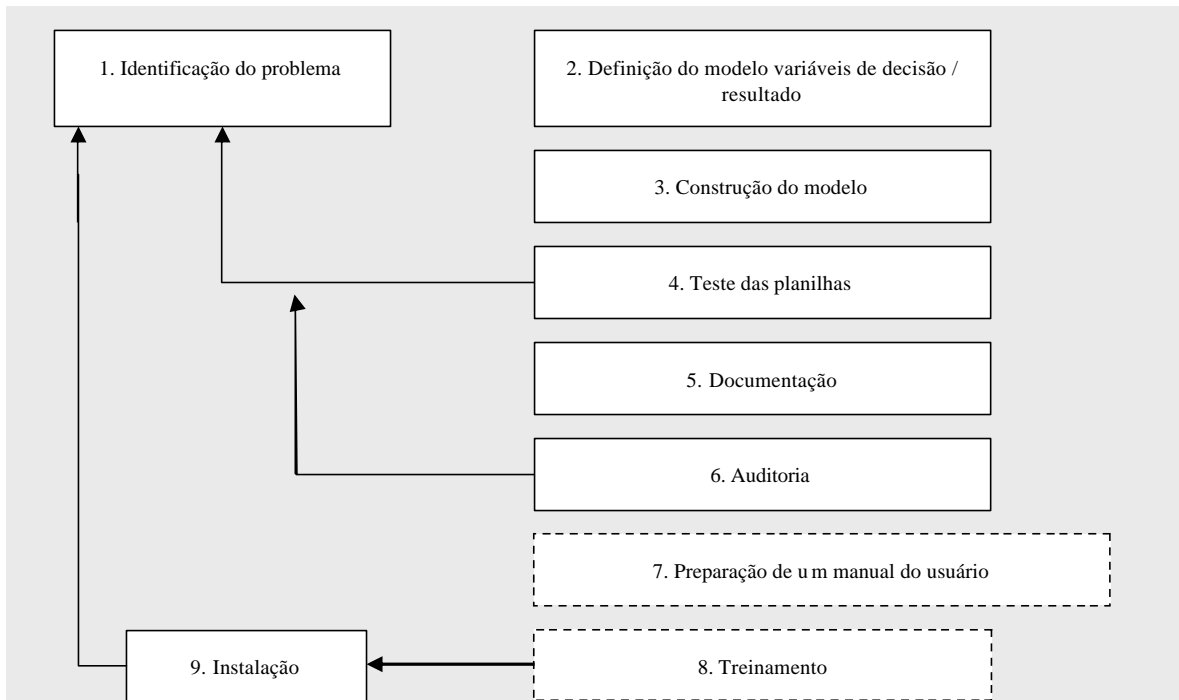 1. Identificação do problema
2. Definição do modelo variáveis de decisão /
resultado
3. Construção do modelo
4. Teste das planilhas
5. Documentação
6. Auditoria
7. Preparação de um manual do usuário
8. Treinamento
9. Instalação